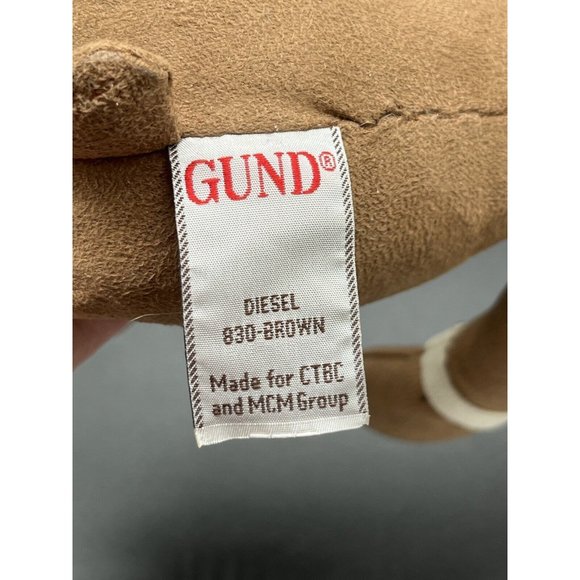 GUND®
DIESEL
830-BROWN
Made for CTBC
and MCM Group